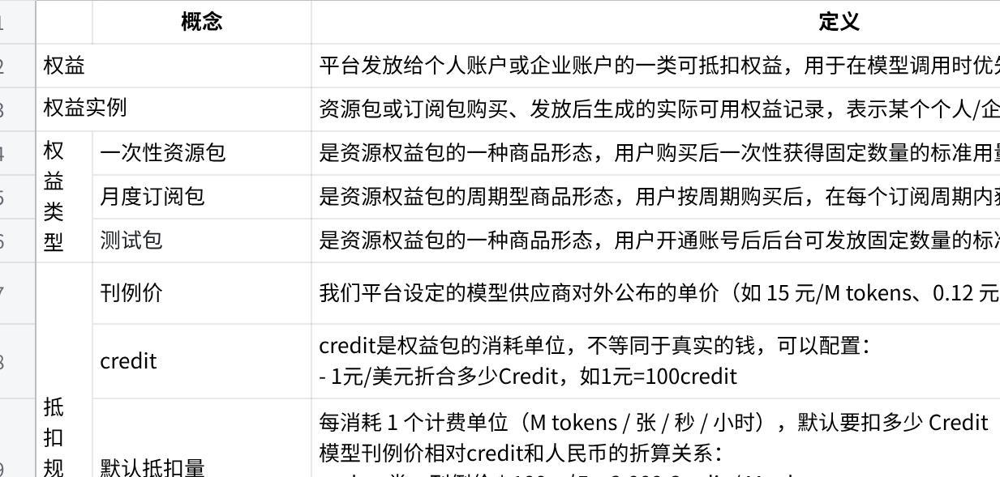 概念
定义
1
2
权益
平台发放给个人账户或企业账户的一类可抵扣权益，用于在模型调用时优
3
权益实例
资源包或订阅包购买、发放后生成的实际可用权益记录，表示某个个人/企
4
权益类型
一次性资源包
是资源权益包的一种商品形态，用户购买后一次性获得固定数量的标准用
5
月度订阅包
是资源权益包的周期型商品形态，用户按周期购买后，在每个订阅周期内
6
测试包
是资源权益包的一种商品形态，用户开通账号后后台可发放固定数量的标
7
刊例价
我们平台设定的模型供应商对外公布的单价（如 15 元/M tokens、0.12 元
8
credit
credit是权益包的消耗单位，不等同于真实的钱，可以配置：
- 1元/美元折合多少Credit，如1元=100credit
9
抵扣规
默认抵扣量
每消耗 1 个计费单位（M tokens / 张 / 秒 / 小时），默认要扣多少 Credit
模型刊例价相对credit和人民币的折算关系：